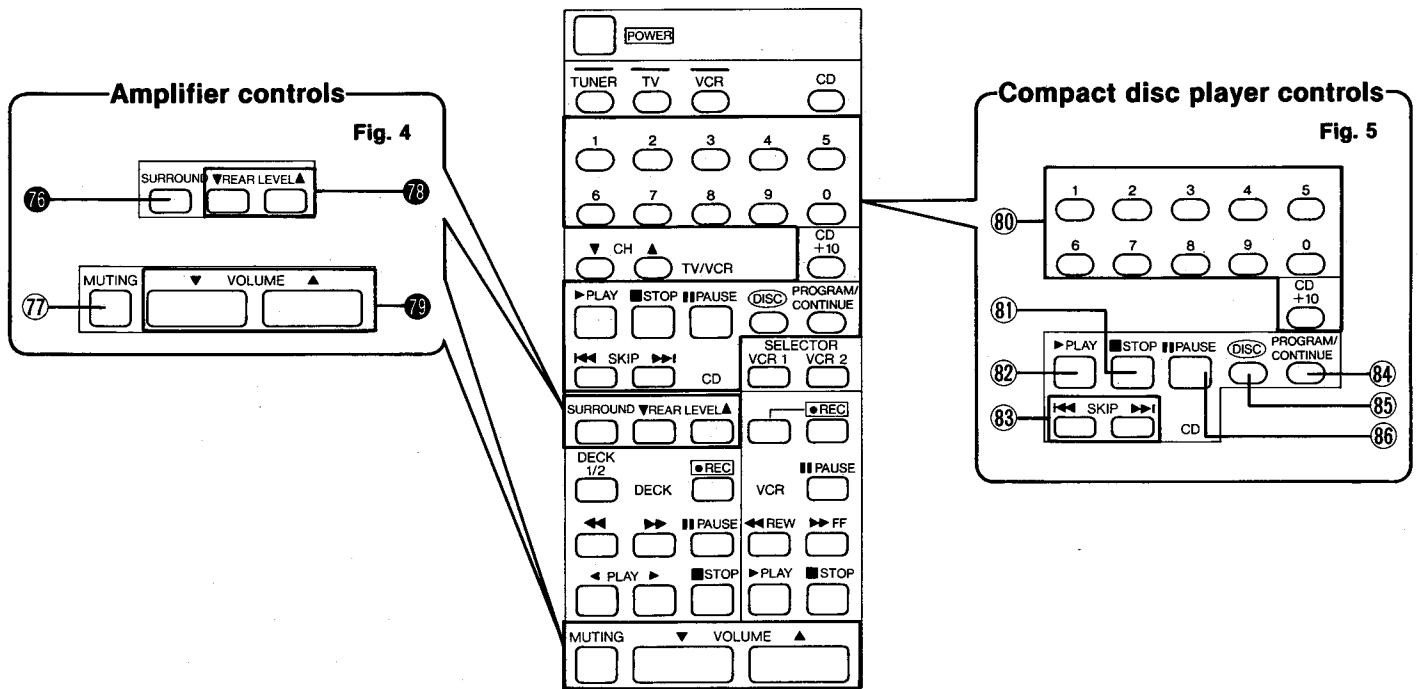 Amplifier controls
Fig. 4
SURROUND ▼REAR LEVEL▲
76 78
MUTING ▼ VOLUME ▲
77 79
POWER
TUNER TV VCR CD
1 2 3 4 5
6 7 8 9 0
▼ CH ▲ TV/VCR CD +10
▶PLAY ■STOP ❚❚PAUSE DISC PROGRAM/
CONTINUE
⏮ SKIP ⏭ CD
SELECTOR
VCR 1 VCR 2
SURROUND ▼REAR LEVEL▲ ●REC
DECK
1/2 DECK ●REC VCR ❚❚PAUSE
◀◀ ▶▶ ❚❚PAUSE ◀◀REW ▶▶FF
◀ PLAY ▶ ■STOP ▶PLAY ■STOP
MUTING ▼ VOLUME ▲
Compact disc player controls
Fig. 5
1 2 3 4 5
80
6 7 8 9 0
CD
+10
81
▶PLAY ■STOP ❚❚PAUSE DISC PROGRAM/
CONTINUE
82 84
⏮ SKIP ⏭ CD
83 85
86